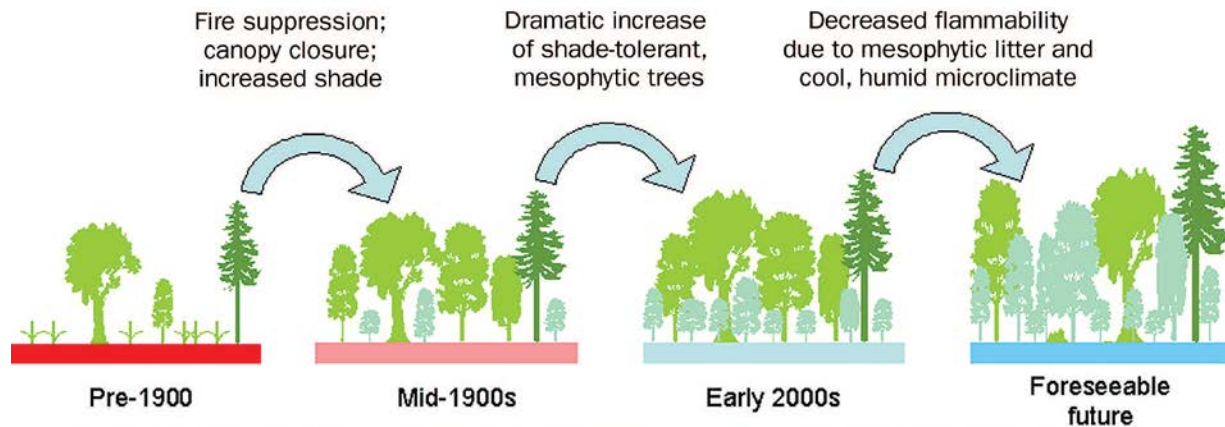 Fire suppression;
canopy closure;
increased shade
Dramatic increase
of shade-tolerant,
mesophytic trees
Decreased flammability
due to mesophytic litter and
cool, humid microclimate
Pre-1900
Mid-1900s
Early 2000s
Foreseeable
future